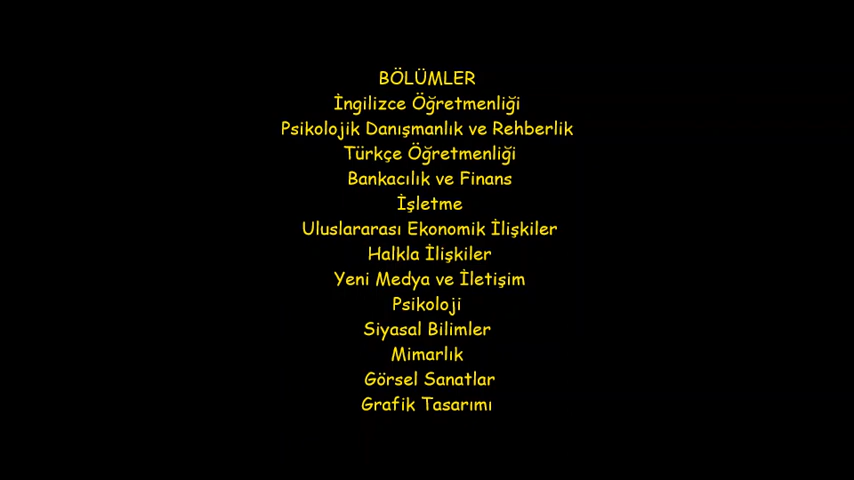 BÖLÜMLER
İngilizce Öğretmenliği
Psikolojik Danışmanlık ve Rehberlik
Türkçe Öğretmenliği
Bankacılık ve Finans
İşletme
Uluslararası Ekonomik İlişkiler
Halkla İlişkiler
Yeni Medya ve İletişim
Psikoloji
Siyasal Bilimler
Mimarlık
Görsel Sanatlar
Grafik Tasarımı